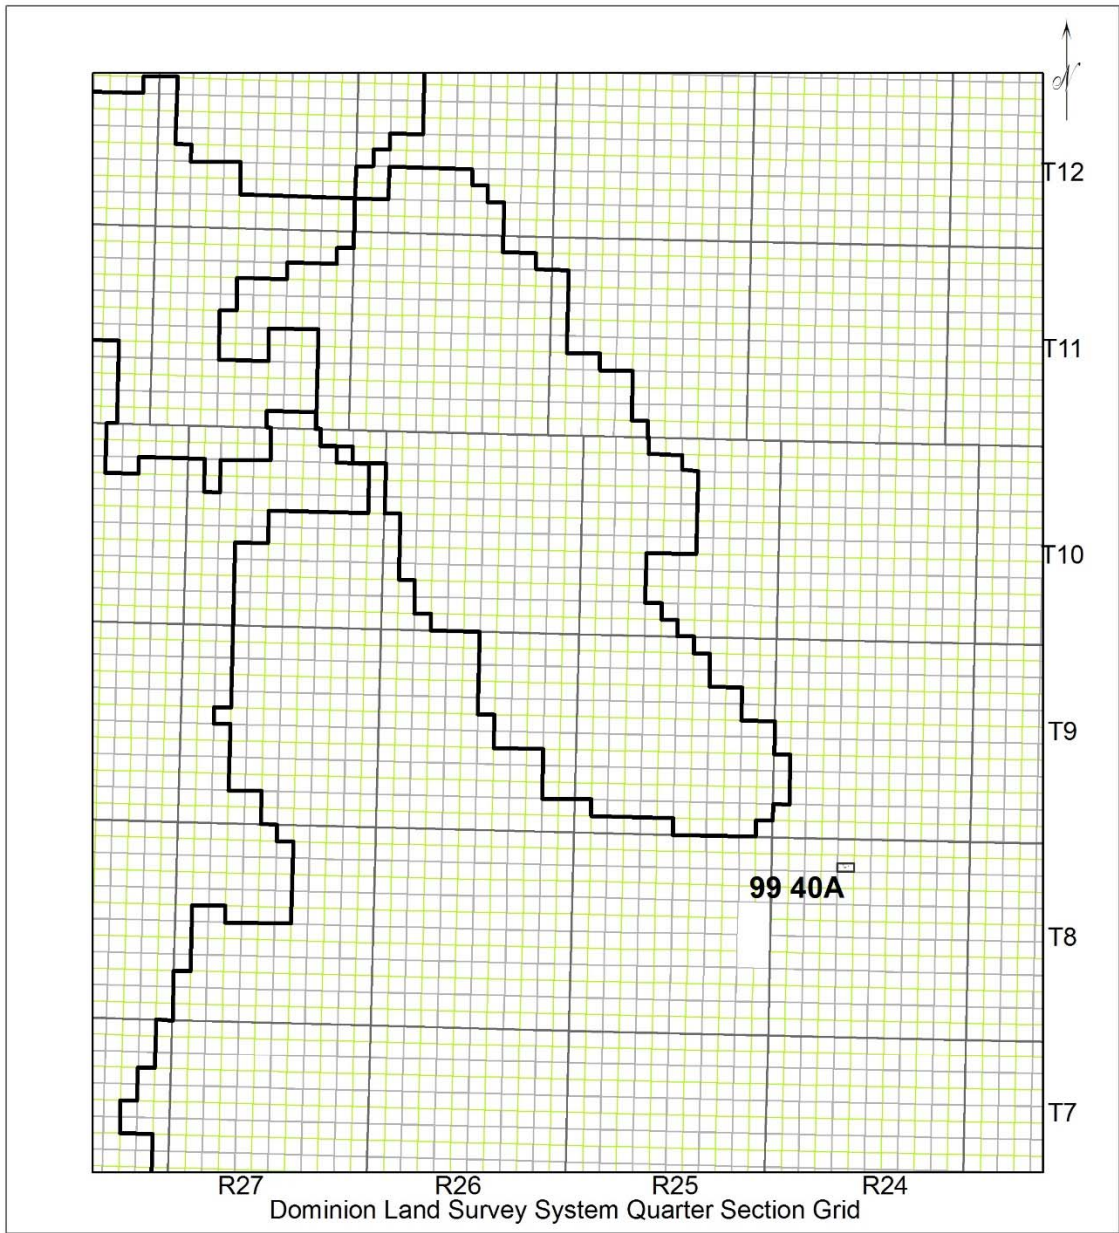 N
T12
T11
T10
T9
99 40A
T8
T7
R27 R26 R25 R24
Dominion Land Survey System Quarter Section Grid